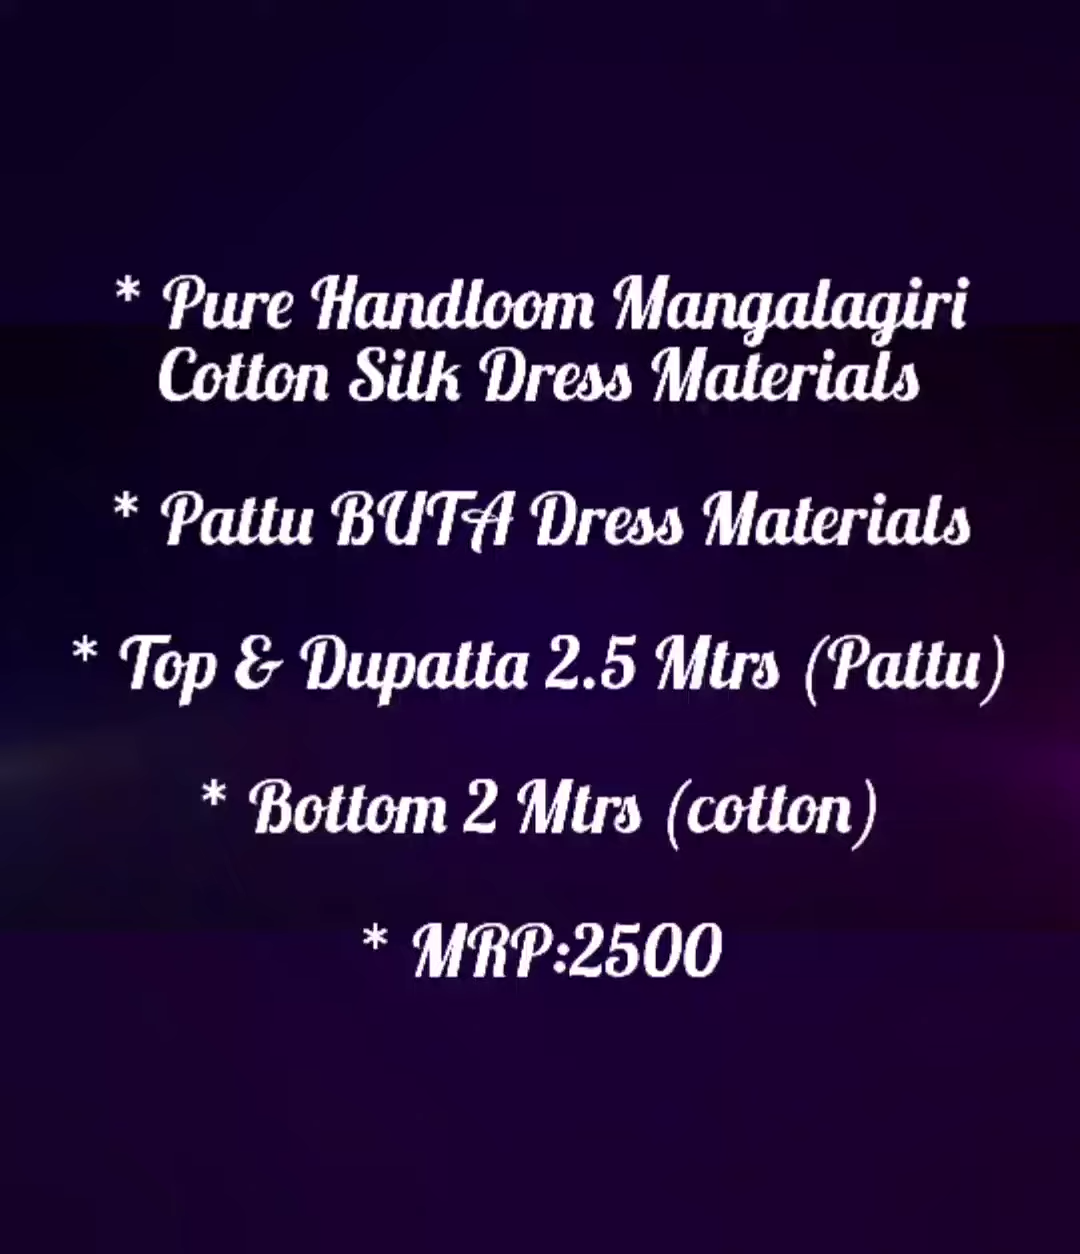 * Pure Handloom Mangalagiri
Cotton Silk Dress Materials
* Pattu BUTA Dress Materials
* Top & Dupatta 2.5 Mtrs (Pattu)
* Bottom 2 Mtrs (cotton)
* MRP:2500